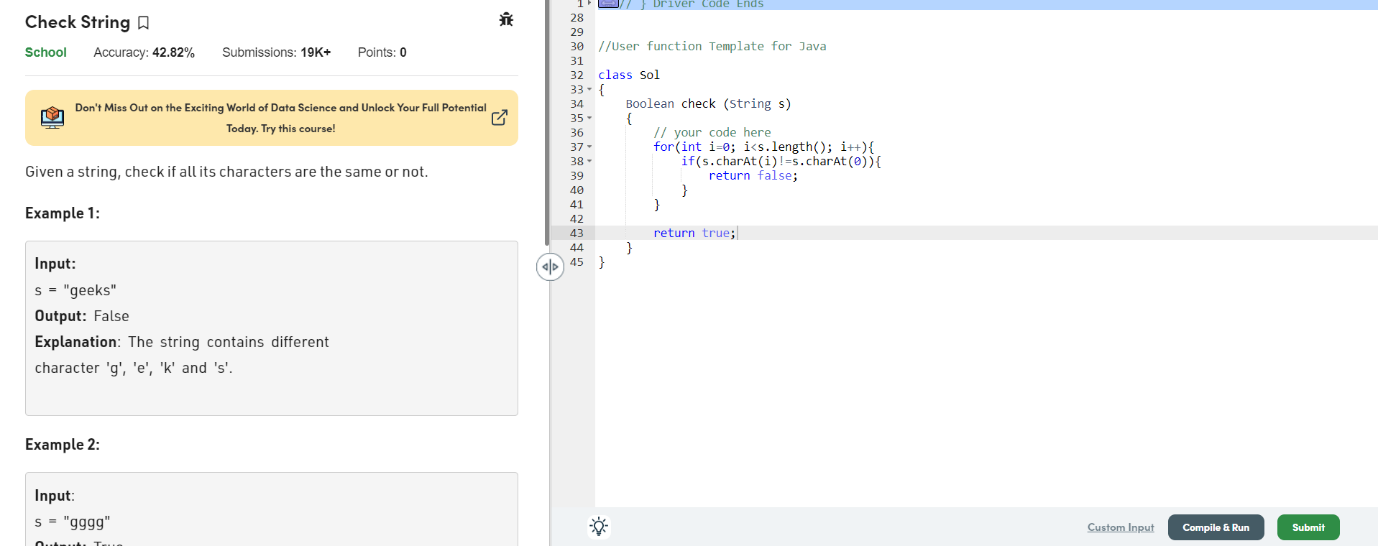 Check String
School Accuracy: 42.82% Submissions: 19K+ Points: 0
Don't Miss Out on the Exciting World of Data Science and Unlock Your Full Potential
Today. Try this course!
Given a string, check if all its characters are the same or not.
Example 1:
Input:
s = "geeks"
Output: False
Explanation: The string contains different
character 'g', 'e', 'k' and 's'.
Example 2:
Input:
s = "gggg"
Output: True
1 // } Driver Code Ends
28
29
30 //User function Template for Java
31
32 class Sol
33 {
34 Boolean check (String s)
35 {
36 // your code here
37 for(int i=0; i<s.length(); i++){
38 if(s.charAt(i)!=s.charAt(0)){
39 return false;
40 }
41 }
42
43 return true;
44 }
45 }
Custom Input Compile & Run Submit